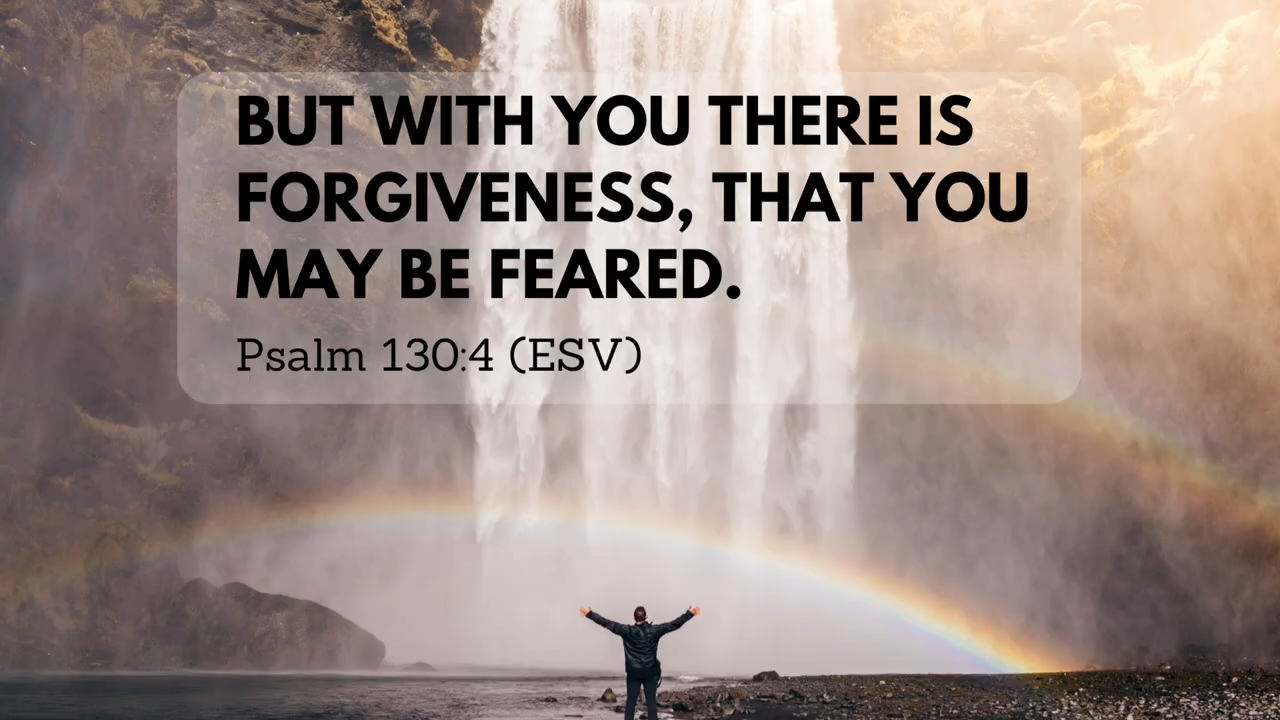 BUT WITH YOU THERE IS
FORGIVENESS, THAT YOU
MAY BE FEARED.
Psalm 130:4 (ESV)